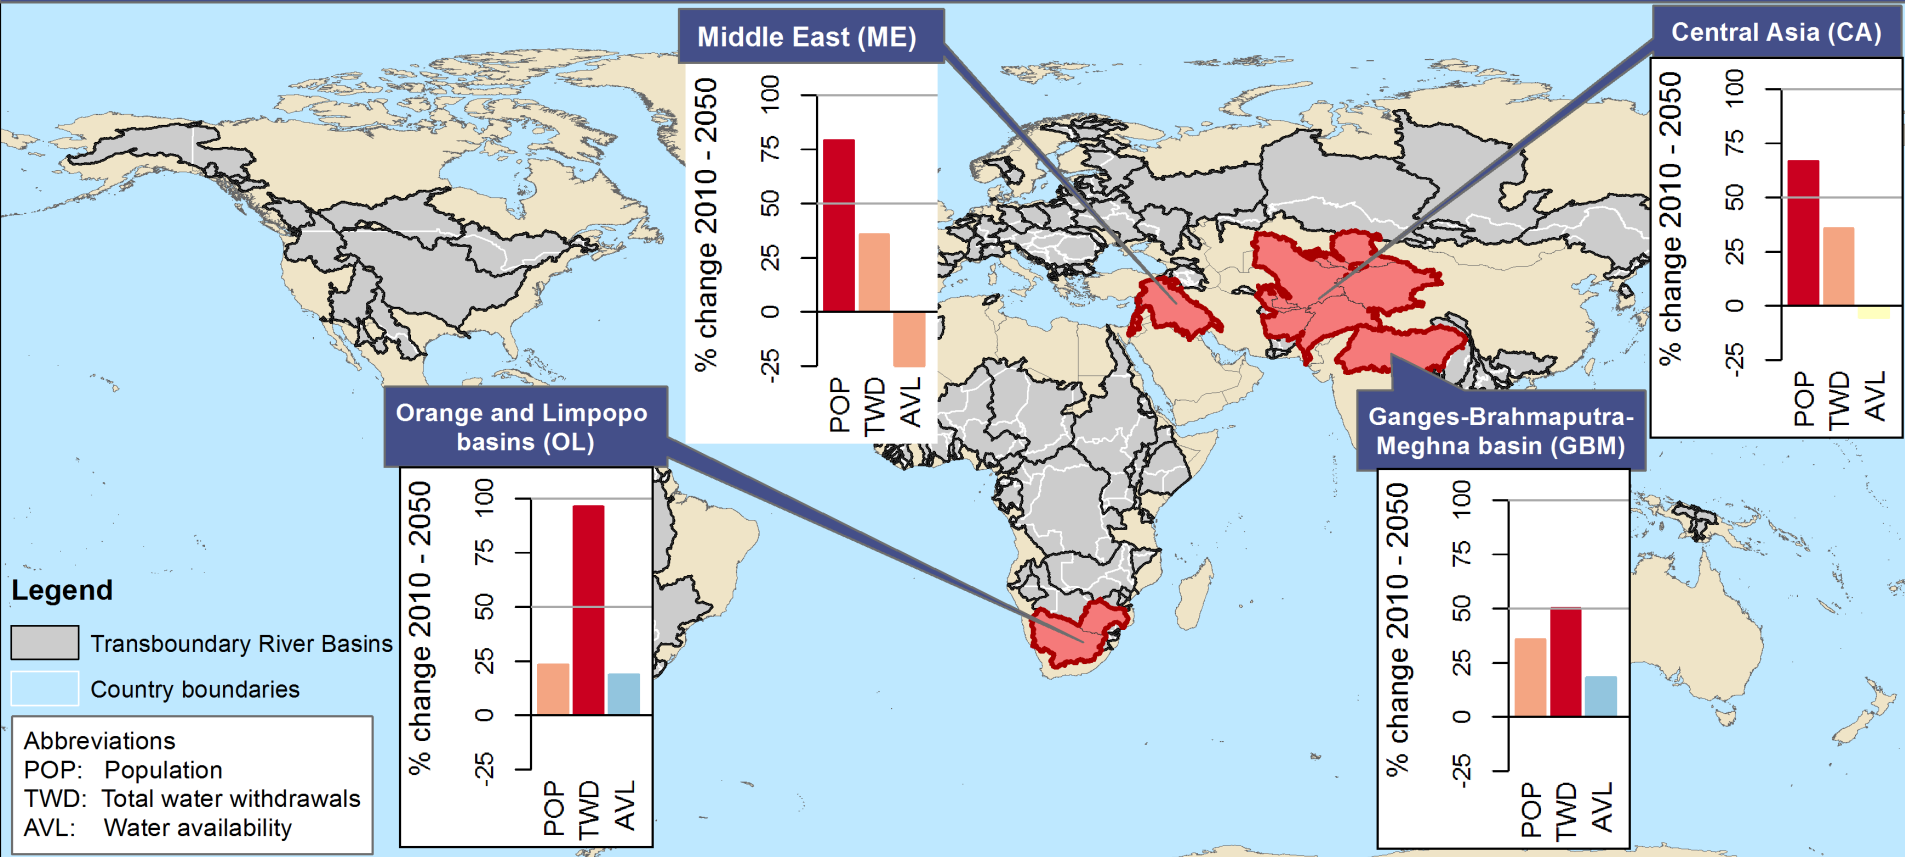 Middle East (ME)
% change 2010 - 2050
100
75
50
25
0
-25
POP
TWD
AVL
Central Asia (CA)
% change 2010 - 2050
100
75
50
25
0
-25
POP
TWD
AVL
Orange and Limpopo
basins (OL)
% change 2010 - 2050
100
75
50
25
0
-25
POP
TWD
AVL
Ganges-Brahmaputra-
Meghna basin (GBM)
% change 2010 - 2050
100
75
50
25
0
-25
POP
TWD
AVL
Legend
Transboundary River Basins
Country boundaries
Abbreviations
POP: Population
TWD: Total water withdrawals
AVL: Water availability